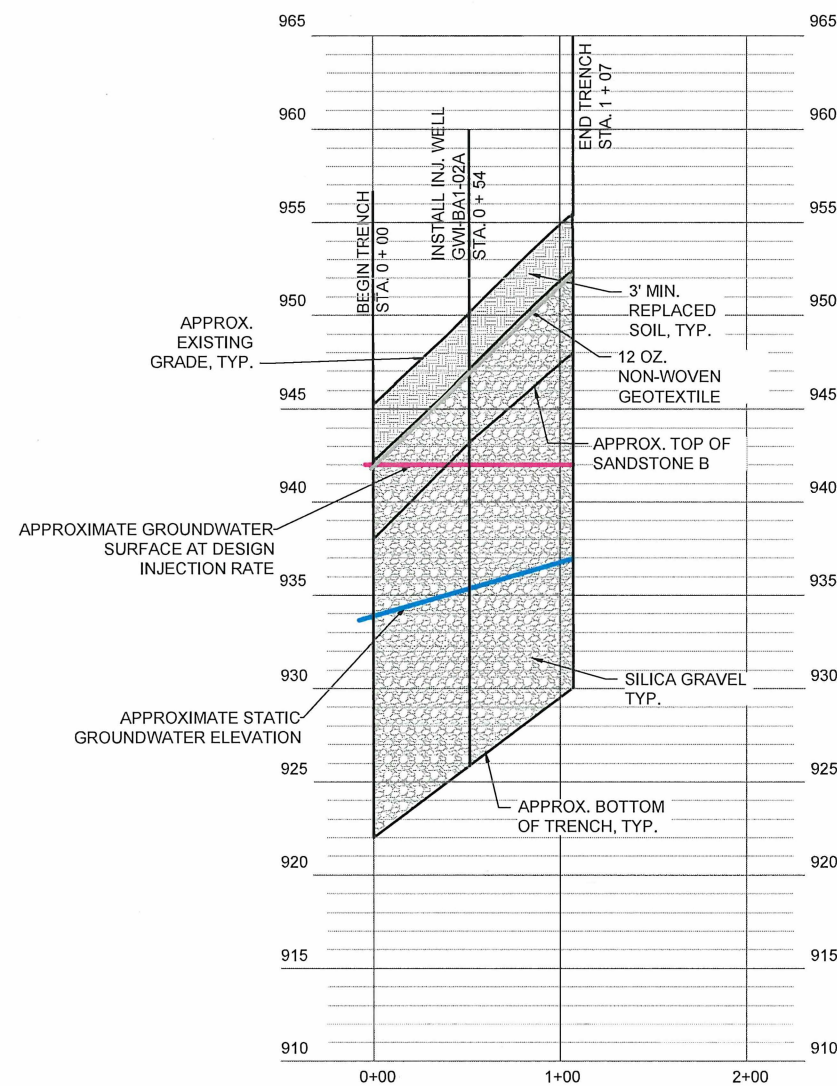 965
960
955
950
945
940
935
930
925
920
915
910
965
960
955
950
945
940
935
930
925
920
915
910
BEGIN TRENCH
STA. 0 + 00
INSTALL INJ. WELL
GWI-BA1-02A
STA. 0 + 54
END TRENCH
STA. 1 + 07
APPROX.
EXISTING
GRADE, TYP.
3' MIN.
REPLACED
SOIL, TYP.
12 OZ.
NON-WOVEN
GEOTEXTILE
APPROX. TOP OF
SANDSTONE B
APPROXIMATE GROUNDWATER
SURFACE AT DESIGN
INJECTION RATE
SILICA GRAVEL
TYP.
APPROXIMATE STATIC
GROUNDWATER ELEVATION
APPROX. BOTTOM
OF TRENCH, TYP.
0+00
1+00
2+00